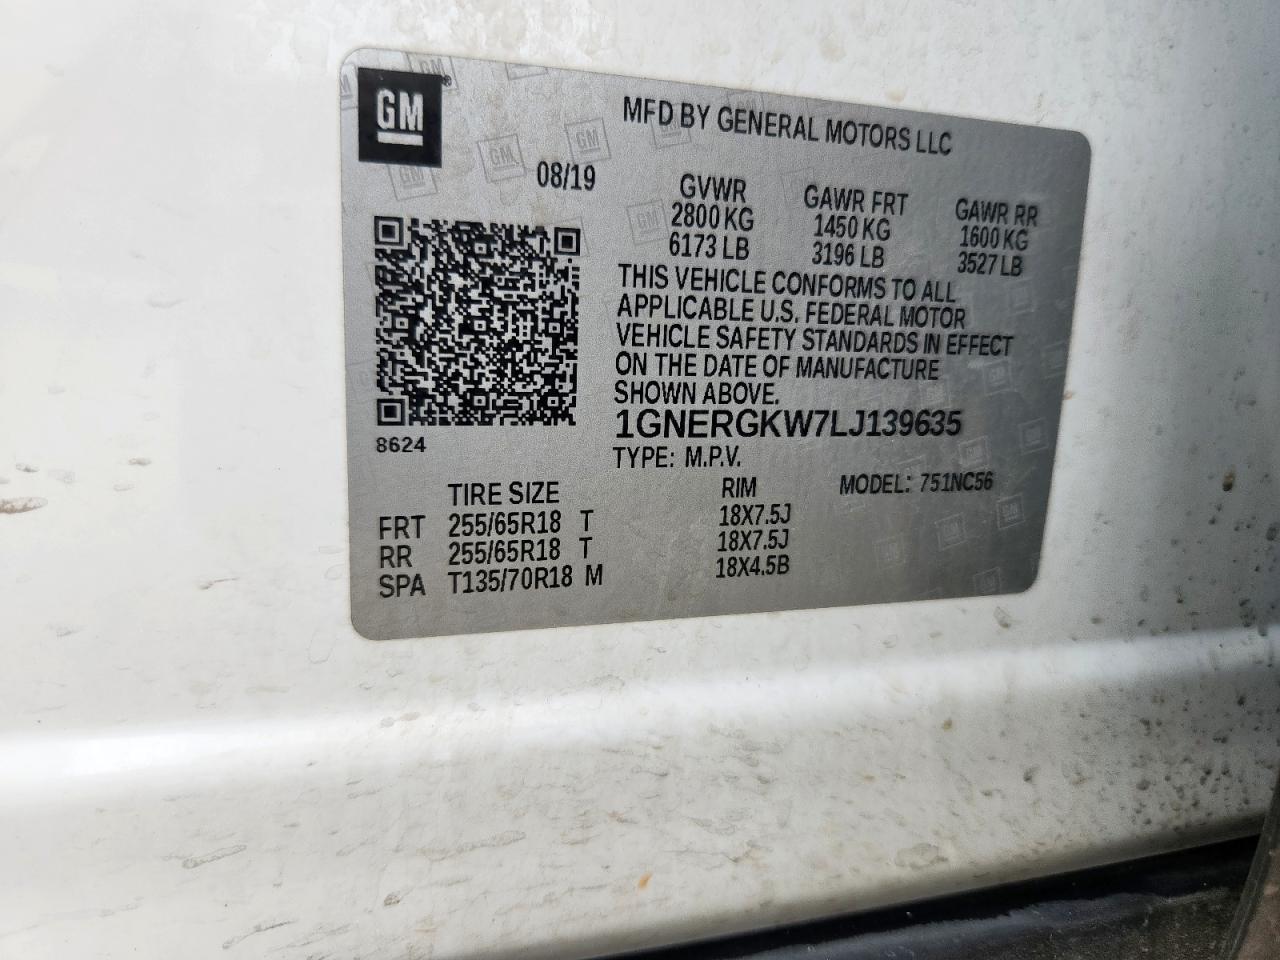 GM
MFD BY GENERAL MOTORS LLC
08/19
GVWR GAWR FRT GAWR RR
2800 KG 1450 KG 1600 KG
6173 LB 3196 LB 3527 LB
THIS VEHICLE CONFORMS TO ALL
APPLICABLE U.S. FEDERAL MOTOR
VEHICLE SAFETY STANDARDS IN EFFECT
ON THE DATE OF MANUFACTURE
SHOWN ABOVE.
1GNERGKW7LJ139635
8624
TYPE: M.P.V. MODEL: 751NC56
TIRE SIZE RIM
FRT 255/65R18 T 18X7.5J
RR 255/65R18 T 18X7.5J
SPA T135/70R18 M 18X4.5B